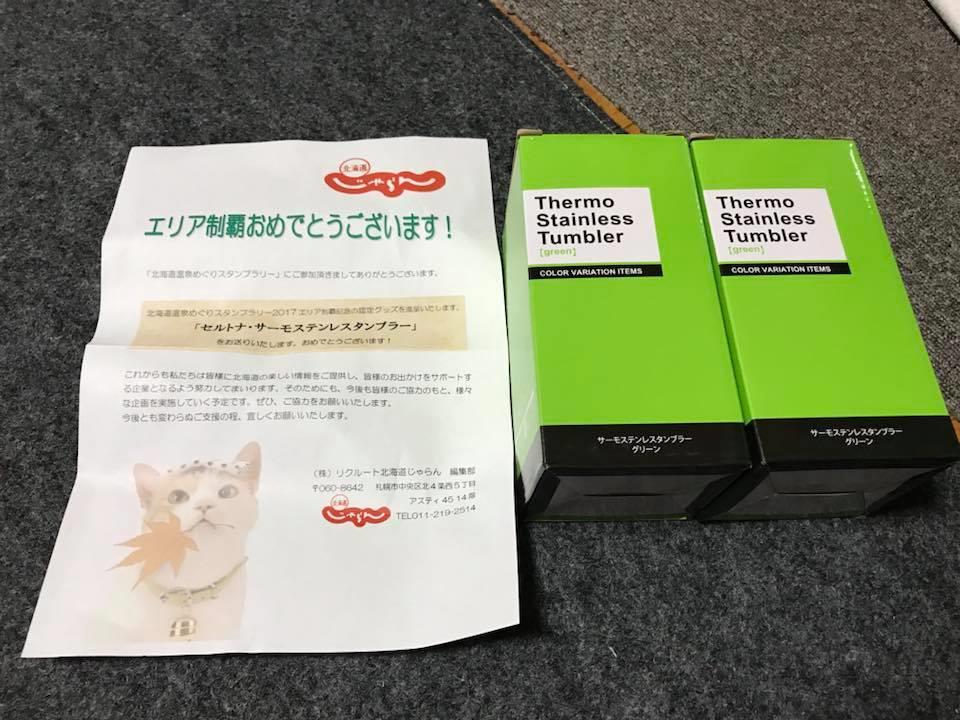 北海道
じゃらん
エリア制覇おめでとうございます！
「北海道温泉めぐりスタンプラリー」にご参加頂きましてありがとうございます。
北海道温泉めぐりスタンプラリー2017エリア制覇記念の認定グッズを進呈いたします。
「セルトナ・サーモステンレスタンブラー」
をお送りいたします。おめでとうございます！
これからも私たちは皆様に北海道の楽しい情報をご提供し、皆様のお出かけをサポートす
る企業となるよう努力してまいります。そのためにも、今後も皆様のご協力のもと、様々
な企画を実施していく予定です。ぜひ、ご協力をお願いいたします。
今後とも変わらぬご支援の程、宜しくお願いいたします。
（株）リクルート北海道じゃらん 編集部
〒060-8642 札幌市中央区北4条西5丁目
アスティ45 14階
北海道
じゃらん
TEL011-219-2514
Thermo
Stainless
Tumbler
[green]
COLOR VARIATION ITEMS
サーモステンレスタンブラー
グリーン
Thermo
Stainless
Tumbler
[green]
COLOR VARIATION ITEMS
サーモステンレスタンブラー
グリーン